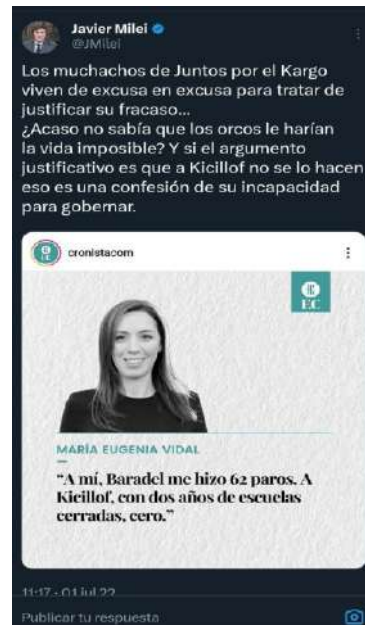 Javier Milei
@JMilei
Los muchachos de Juntos por el Kargo
viven de excusa en excusa para tratar de
justificar su fracaso...
¿Acaso no sabía que los orcos le harían
la vida imposible? Y si el argumento
justificativo es que a Kicillof no se lo hacen
eso es una confesión de su incapacidad
para gobernar.
cronistacom
EC
MARÍA EUGENIA VIDAL
“A mí, Baradel me hizo 62 paros. A
Kicillof, con dos años de escuelas
cerradas, cero.”
11:17 - 01 jul 22
Publicar tu respuesta